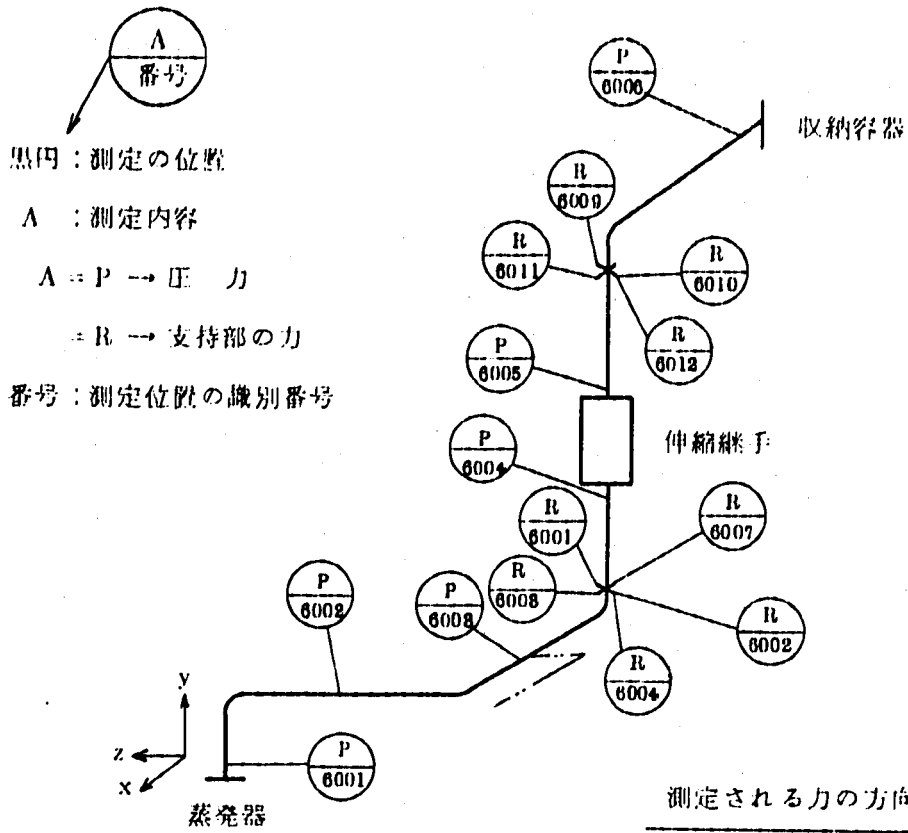 A
番号
黒円：測定の位置
A ：測定内容
A = P → 圧 力
= R → 支持部の力
番号：測定位置の識別番号
P
6006
収納容器
R
6009
R
6011
R
6010
R
6012
P
6005
伸縮継手
P
6004
R
6001
R
6007
R
6003
P
6003
P
6002
R
6002
R
6004
y
z
x
P
6001
蒸発器
測定される力の方向